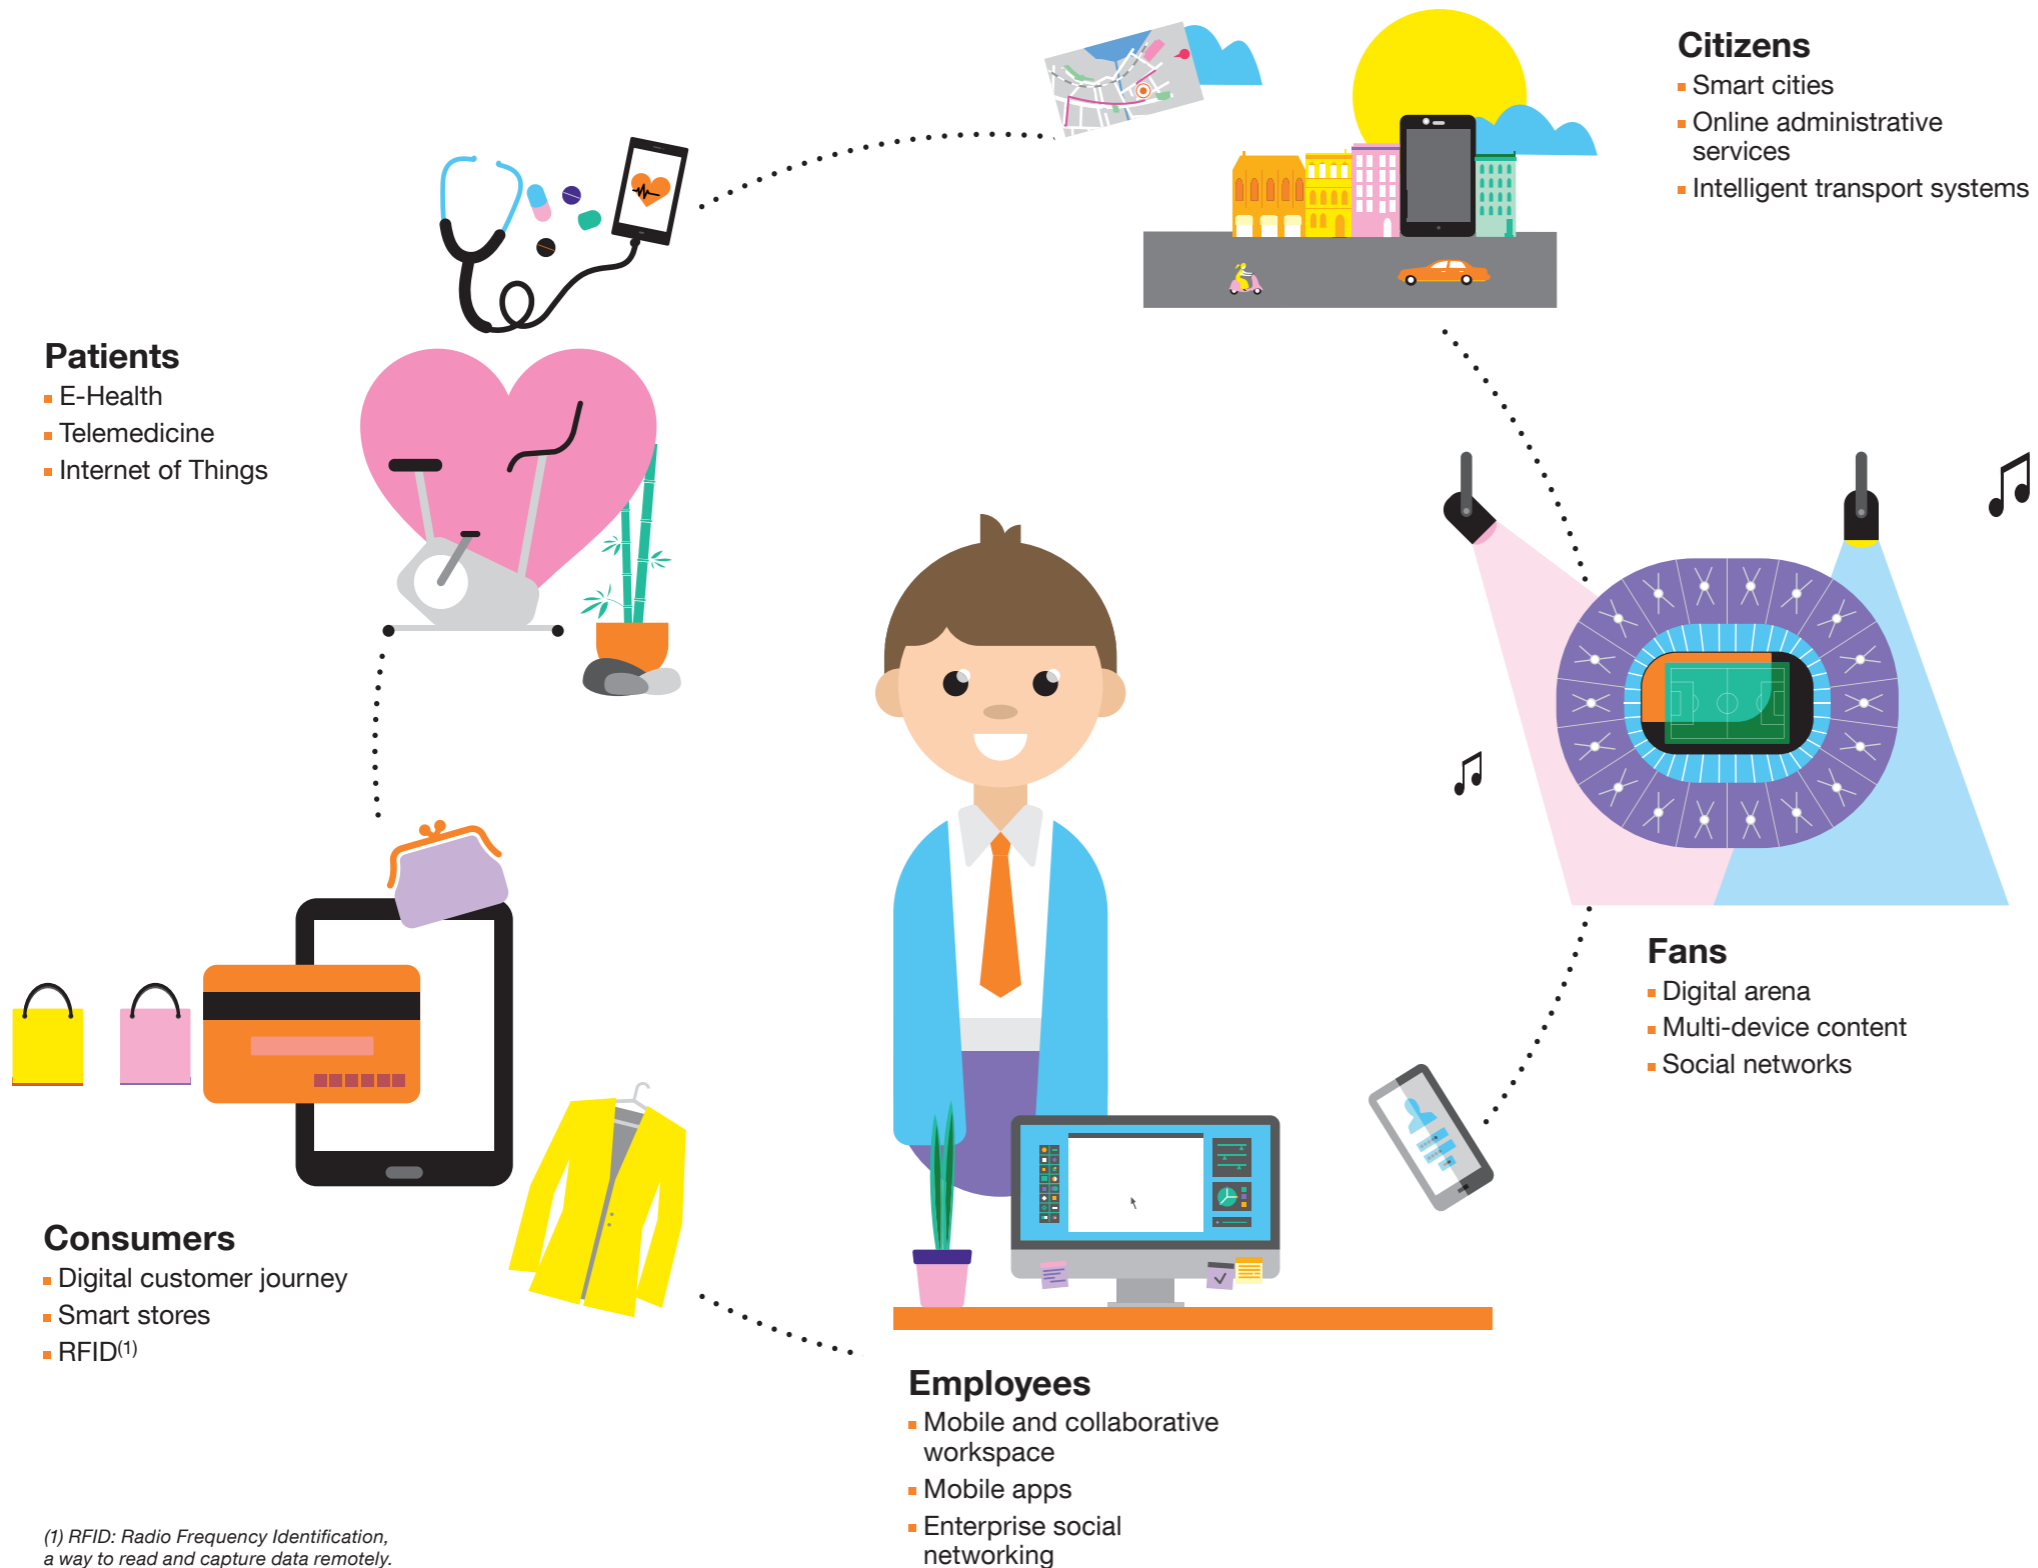 Citizens
Smart cities
Online administrative
services
Intelligent transport systems
Patients
E-Health
Telemedicine
Internet of Things
Fans
Digital arena
Multi-device content
Social networks
Consumers
Digital customer journey
Smart stores
RFID(1)
Employees
Mobile and collaborative
workspace
Mobile apps
Enterprise social
networking
(1) RFID: Radio Frequency Identification,
a way to read and capture data remotely.